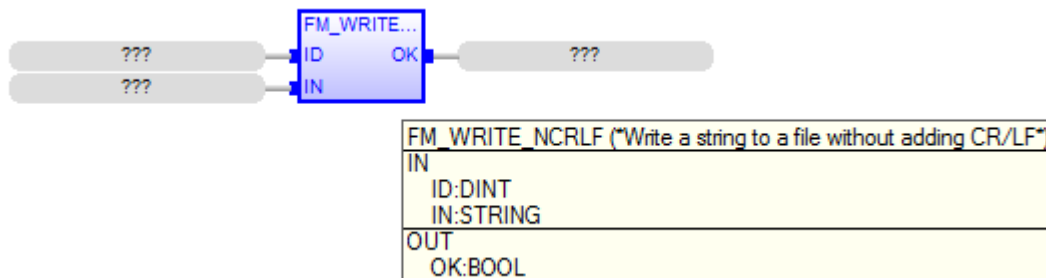 FM_WRITE...
??? ID OK ???
??? IN
FM_WRITE_NCRLF (*Write a string to a file without adding CR/LF*)
IN
ID:DINT
IN:STRING
OUT
OK:BOOL